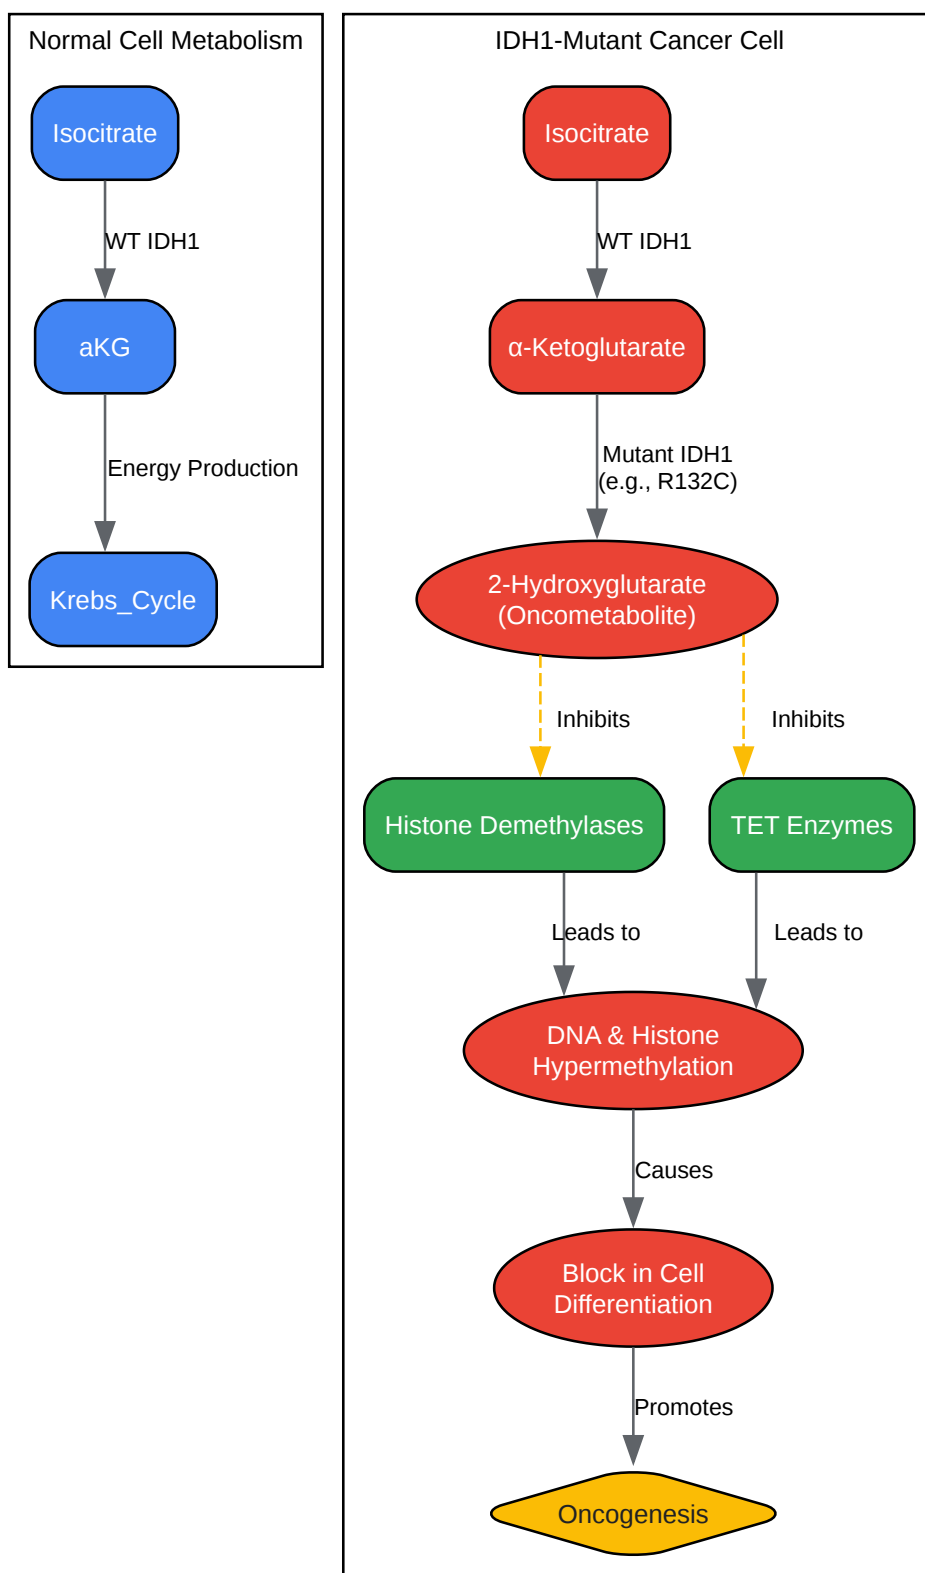 Normal Cell Metabolism
Isocitrate
WT IDH1
aKG
Energy Production
Krebs_Cycle
IDH1-Mutant Cancer Cell
Isocitrate
WT IDH1
α-Ketoglutarate
Mutant IDH1
(e.g., R132C)
2-Hydroxyglutarate
(Oncometabolite)
Inhibits
Inhibits
Histone Demethylases
TET Enzymes
Leads to
Leads to
DNA & Histone
Hypermethylation
Causes
Block in Cell
Differentiation
Promotes
Oncogenesis